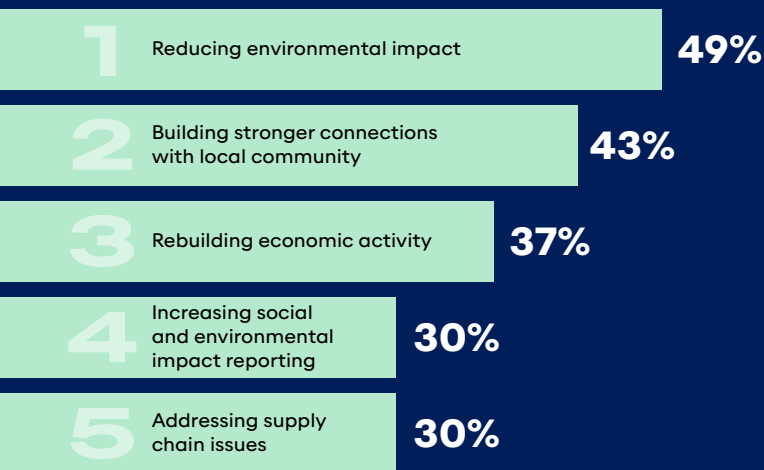 1
Reducing environmental impact
49%
2
Building stronger connections
with local community
43%
3
Rebuilding economic activity
37%
4
Increasing social
and environmental
impact reporting
30%
5
Addressing supply
chain issues
30%